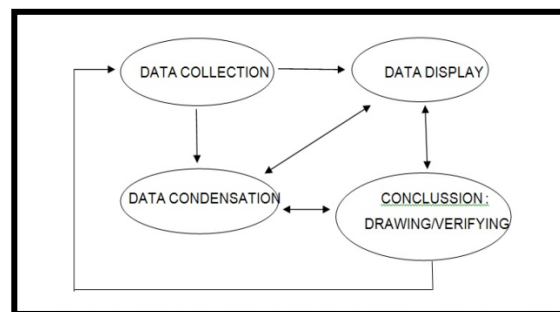 DATA COLLECTION
DATA DISPLAY
DATA CONDENSATION
CONCLUSSION :
DRAWING/VERIFYING